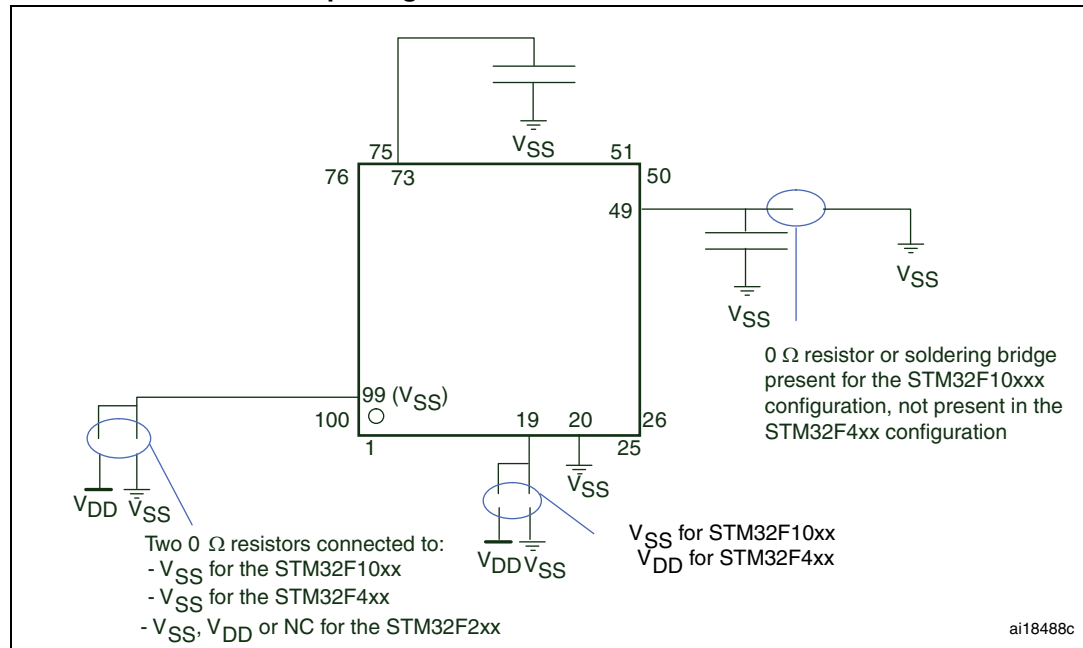 VSS
75
51
76
73
50
49
VSS
VSS
0 Ω resistor or soldering bridge
present for the STM32F10xxx
configuration, not present in the
STM32F4xx configuration
99 (VSS)
100
19
20
26
1
25
VSS
VDD VSS
VDD VSS
Two 0 Ω resistors connected to:
- VSS for the STM32F10xx
- VSS for the STM32F4xx
- VSS, VDD or NC for the STM32F2xx
VSS for STM32F10xx
VDD for STM32F4xx
ai18488c